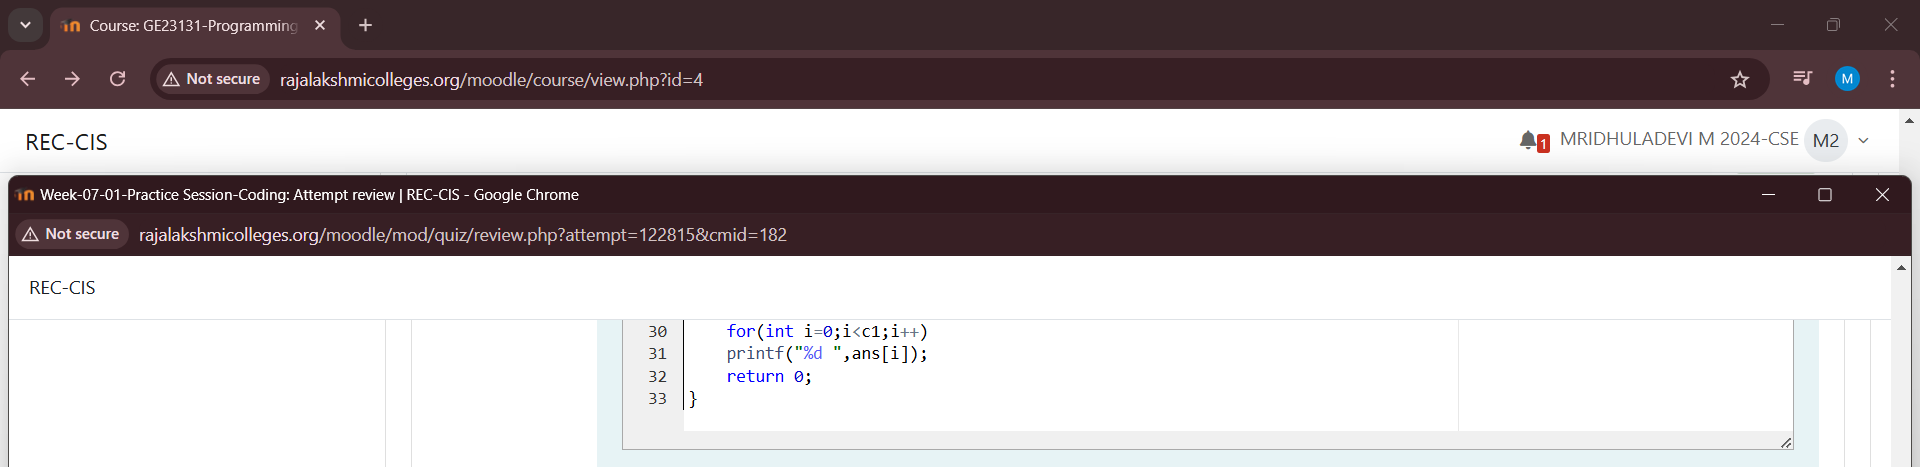 Course: GE23131-Programming
Not secure rajalakshmicolleges.org/moodle/course/view.php?id=4 M
REC-CIS 1 MRIDHULADEVI M 2024-CSE M2
Week-07-01-Practice Session-Coding: Attempt review | REC-CIS - Google Chrome
Not secure rajalakshmicolleges.org/moodle/mod/quiz/review.php?attempt=122815&cmid=182
REC-CIS
30 for(int i=0;i<c1;i++)
31 printf("%d ",ans[i]);
32 return 0;
33 }